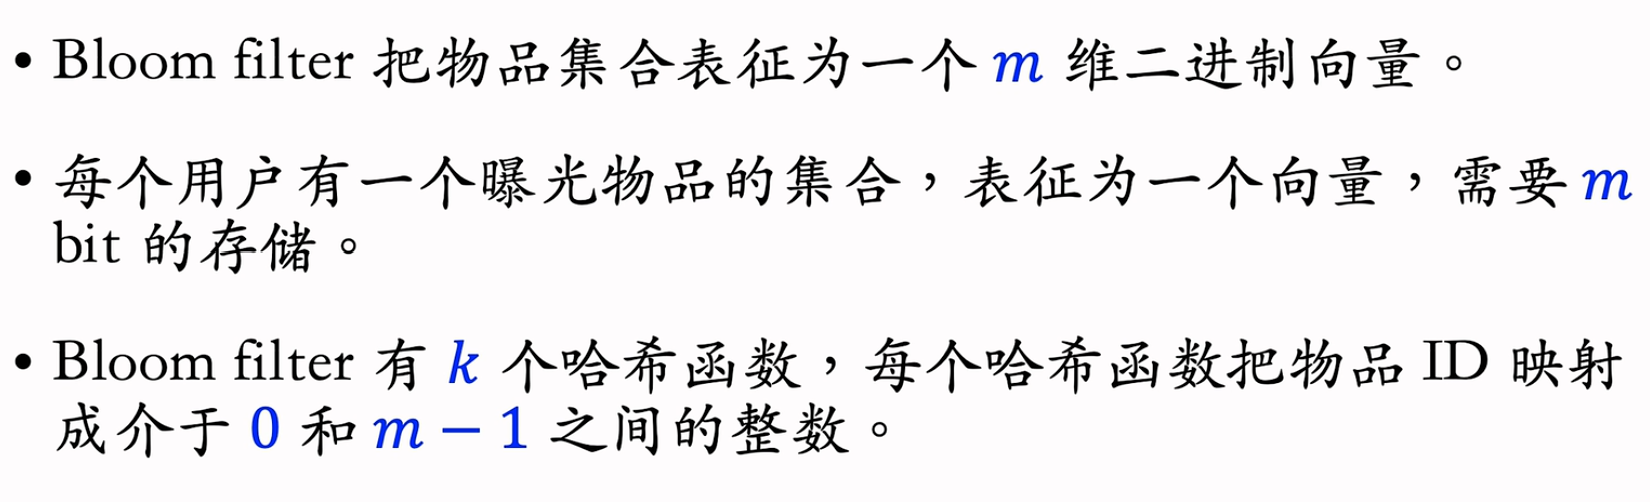 • Bloom filter 把物品集合表征为一个 m 维二进制向量。
• 每个用户有一个曝光物品的集合，表征为一个向量，需要 m
bit 的存储。
• Bloom filter 有 k 个哈希函数，每个哈希函数把物品 ID 映射
成介于 0 和 m − 1 之间的整数。